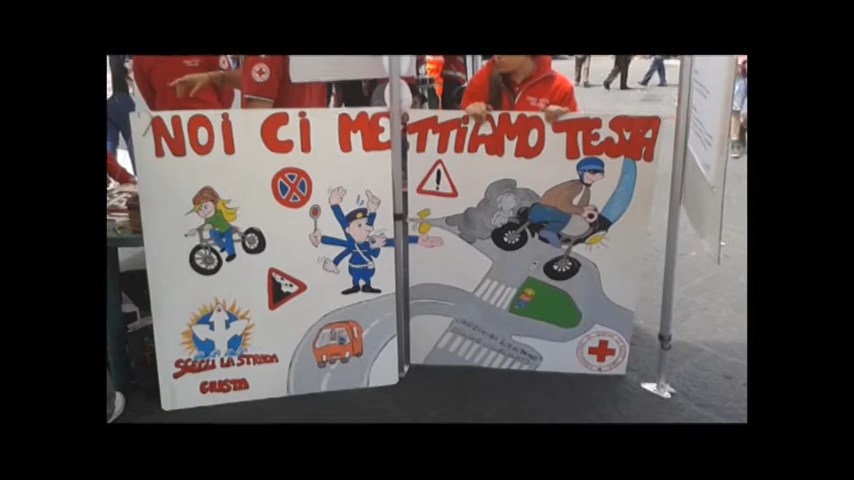 NOI CI METTIAMO TESTA
SCEGLI LA STRADA
GIUSTA